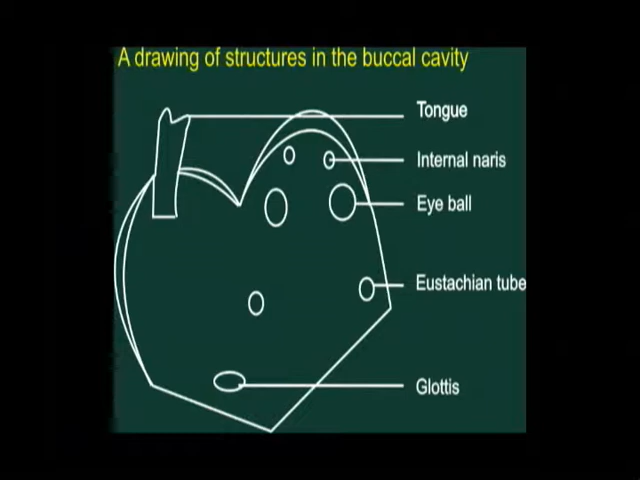 A drawing of structures in the buccal cavity
Tongue
Internal naris
Eye ball
Eustachian tube
Glottis